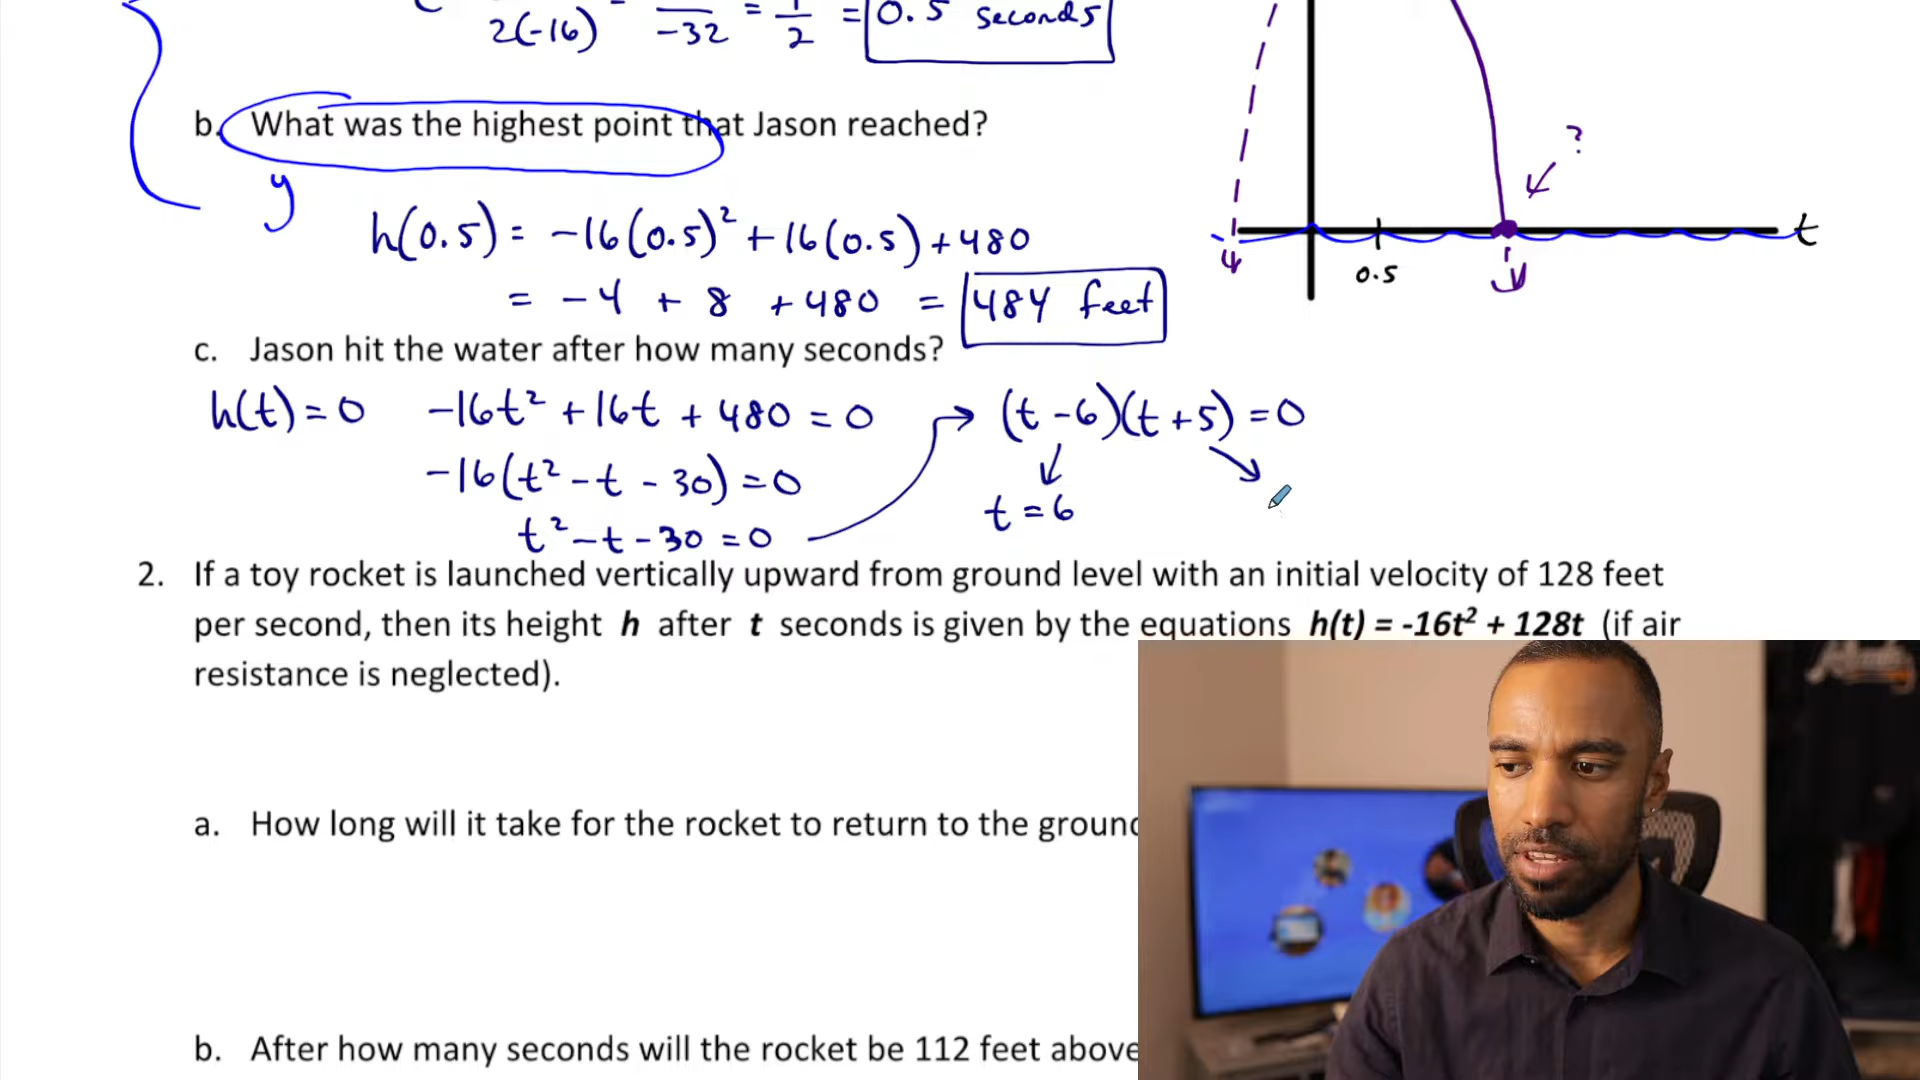 2(-16) -32 = 1/2 = 0.5 seconds
b. What was the highest point that Jason reached?
y
?
h(0.5) = -16(0.5)² + 16(0.5) + 480
t
0.5
= -4 + 8 + 480 = 484 feet
c. Jason hit the water after how many seconds?
h(t) = 0 -16t² + 16t + 480 = 0 (t - 6)(t + 5) = 0
-16(t² - t - 30) = 0
t = 6
t² - t - 30 = 0
2. If a toy rocket is launched vertically upward from ground level with an initial velocity of 128 feet
per second, then its height h after t seconds is given by the equations h(t) = -16t² + 128t (if air
resistance is neglected).
a. How long will it take for the rocket to return to the ground
b. After how many seconds will the rocket be 112 feet above